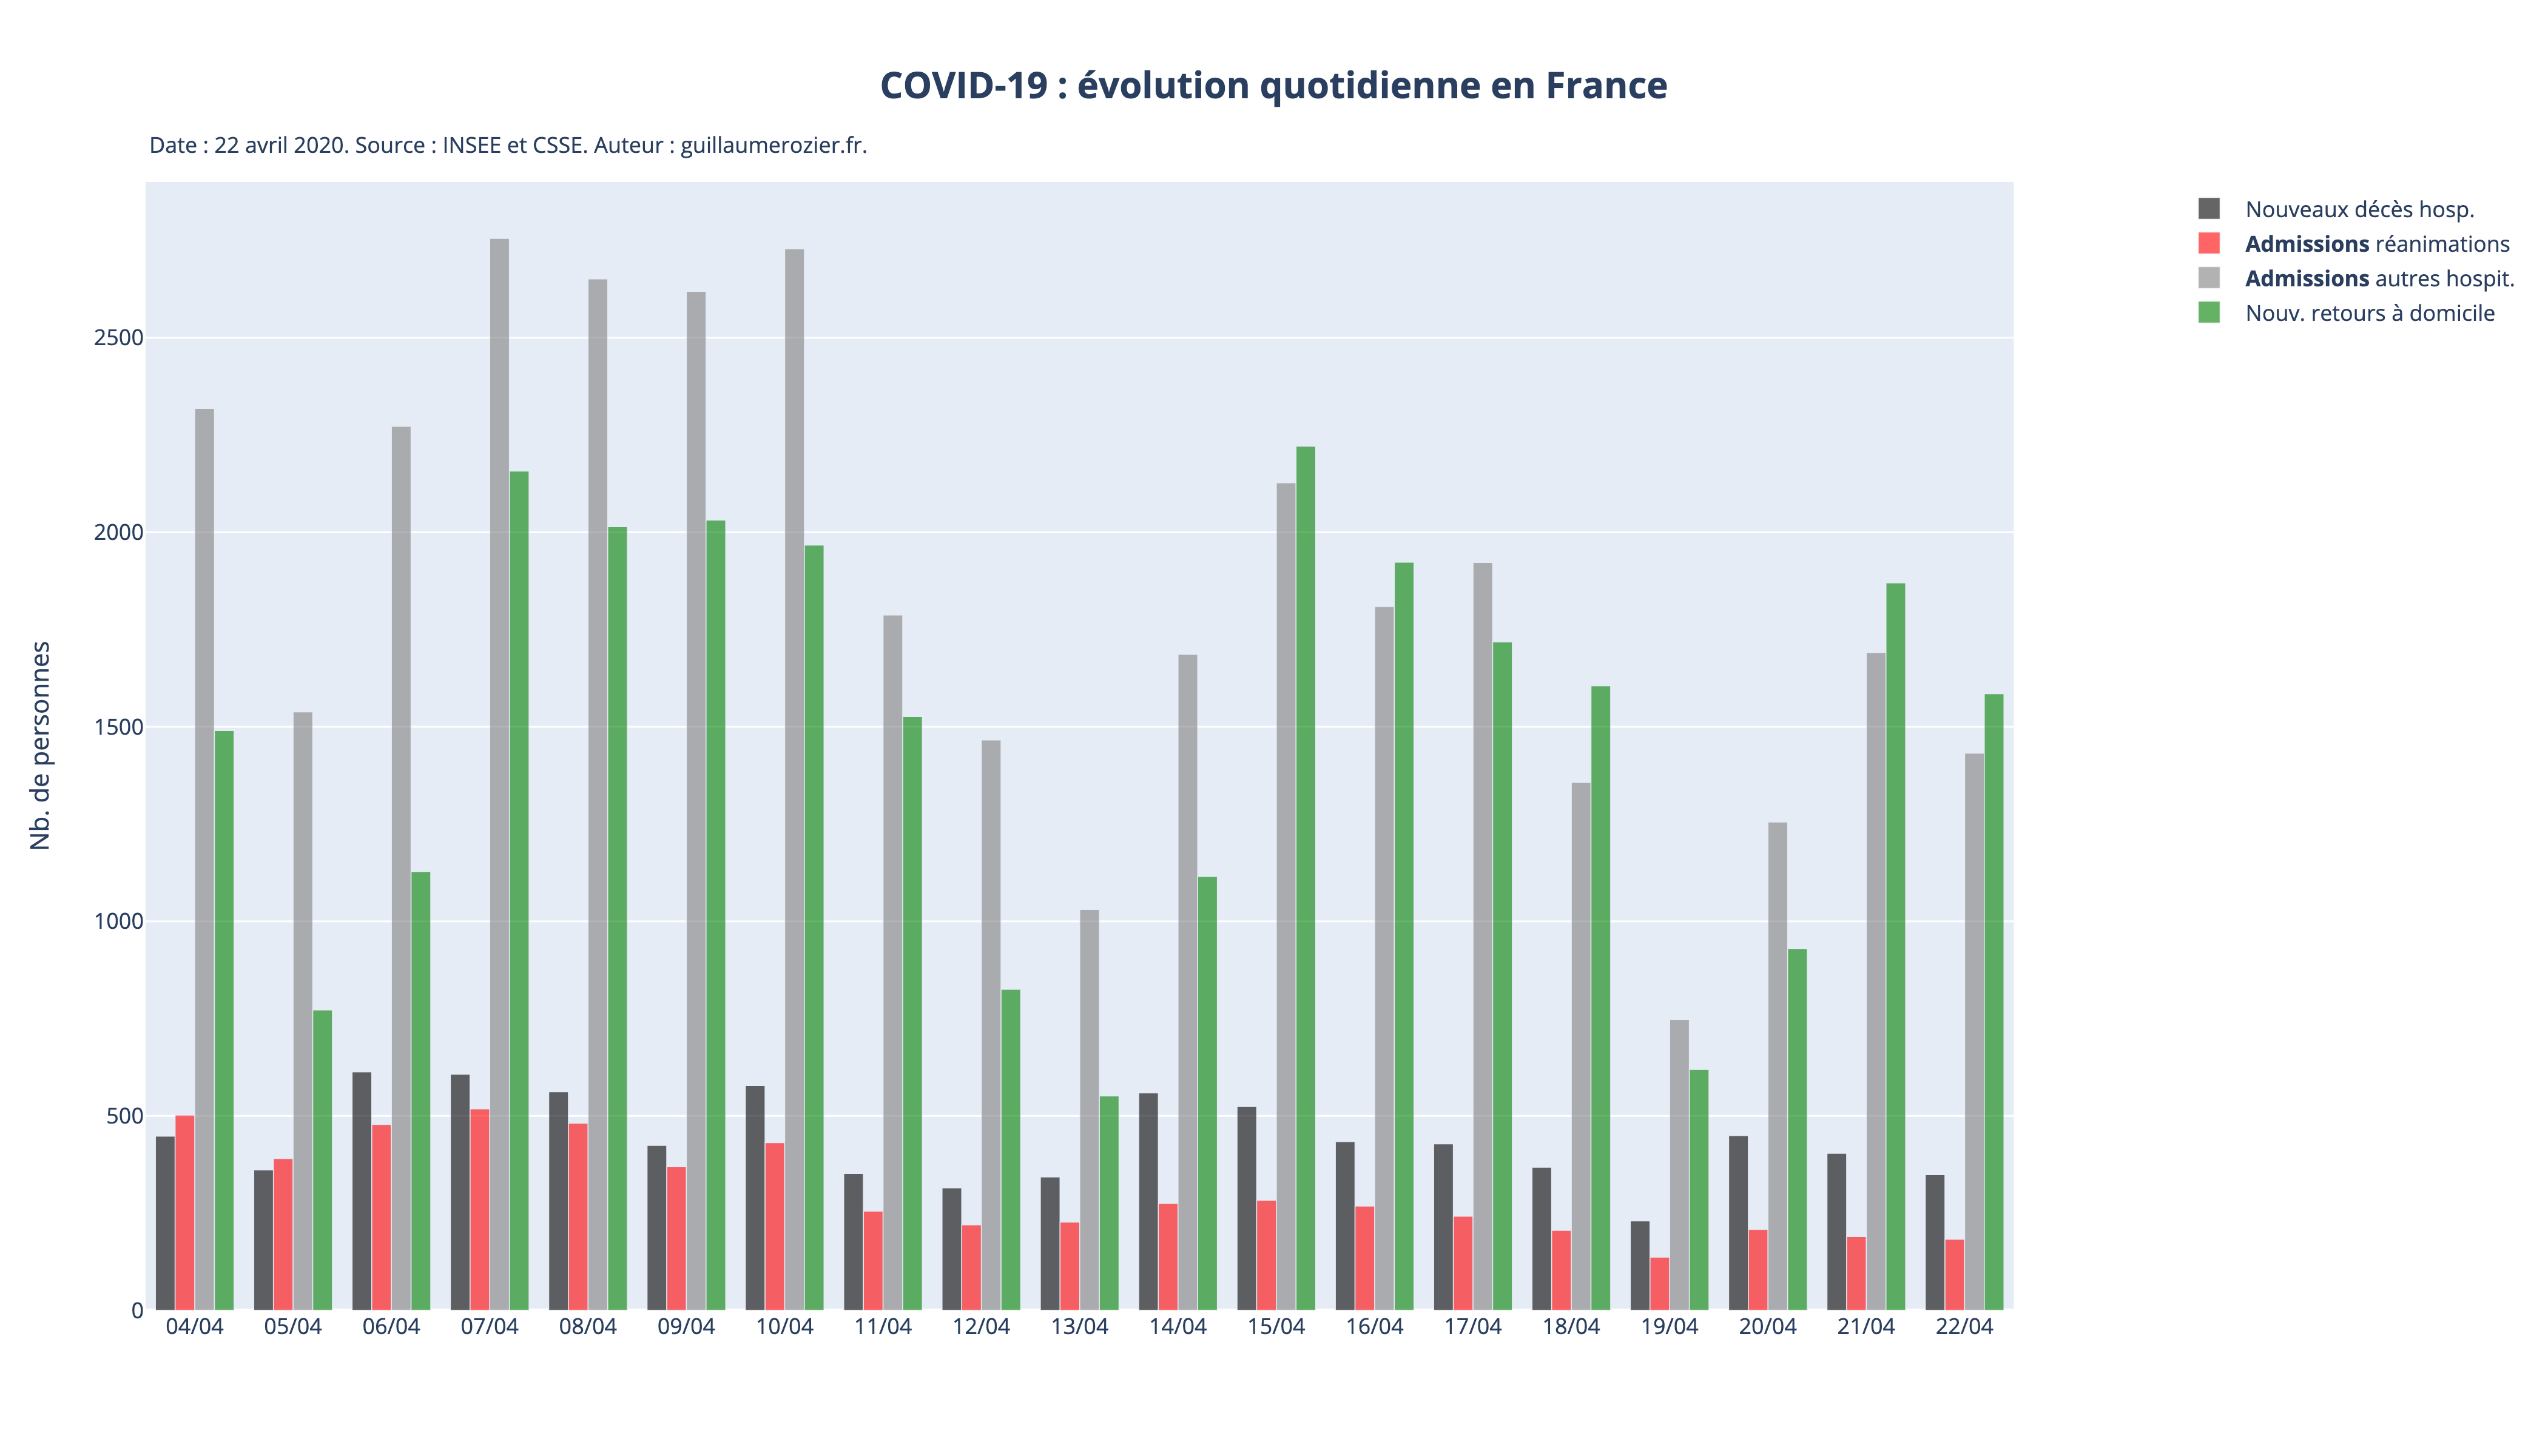 COVID-19 : évolution quotidienne en France
Date : 22 avril 2020. Source : INSEE et CSSE. Auteur : guillaumerozier.fr.
Nouveaux décès hosp.
Admissions réanimations
Admissions autres hospit.
Nouv. retours à domicile
Nb. de personnes
2500
2000
1500
1000
500
0
04/04 05/04 06/04 07/04 08/04 09/04 10/04 11/04 12/04 13/04 14/04 15/04 16/04 17/04 18/04 19/04 20/04 21/04 22/04